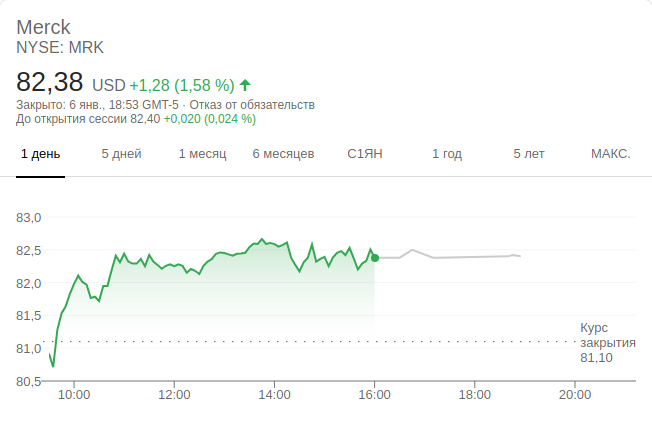 Merck
NYSE: MRK
82,38 USD +1,28 (1,58 %)
Закрыто: 6 янв., 18:53 GMT-5 · Отказ от обязательств
До открытия сессии 82,40 +0,020 (0,024 %)
1 день 5 дней 1 месяц 6 месяцев С1ЯН 1 год 5 лет МАКС.
83,0
82,5
82,0
81,5
81,0
80,5
Курс
закрытия
81,10
10:00 12:00 14:00 16:00 18:00 20:00